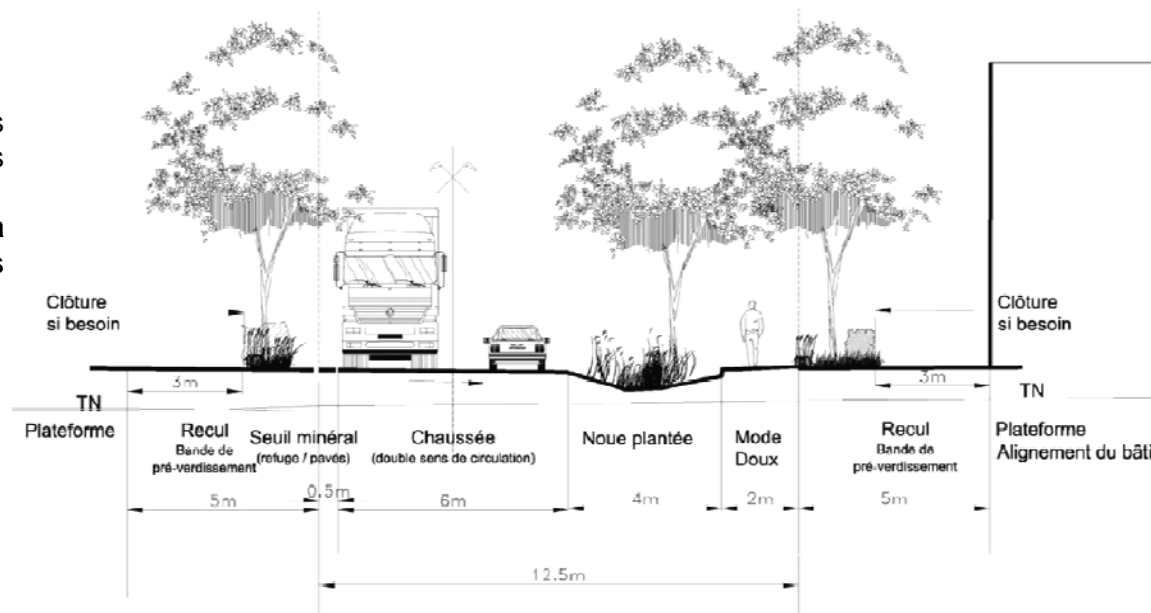 s
s
a
s
Clôture
si besoin
Clôture
si besoin
3m
3m
TN
TN
Plateforme
Recul
Bande de
pré-verdissement
Seuil minéral
(refuge / pavés)
Chaussée
(double sens de circulation)
Noue plantée
Mode
Doux
Recul
Bande de
pré-verdissement
Plateforme
Alignement du bâti
5m
0.5m
6m
4m
2m
5m
12.5m